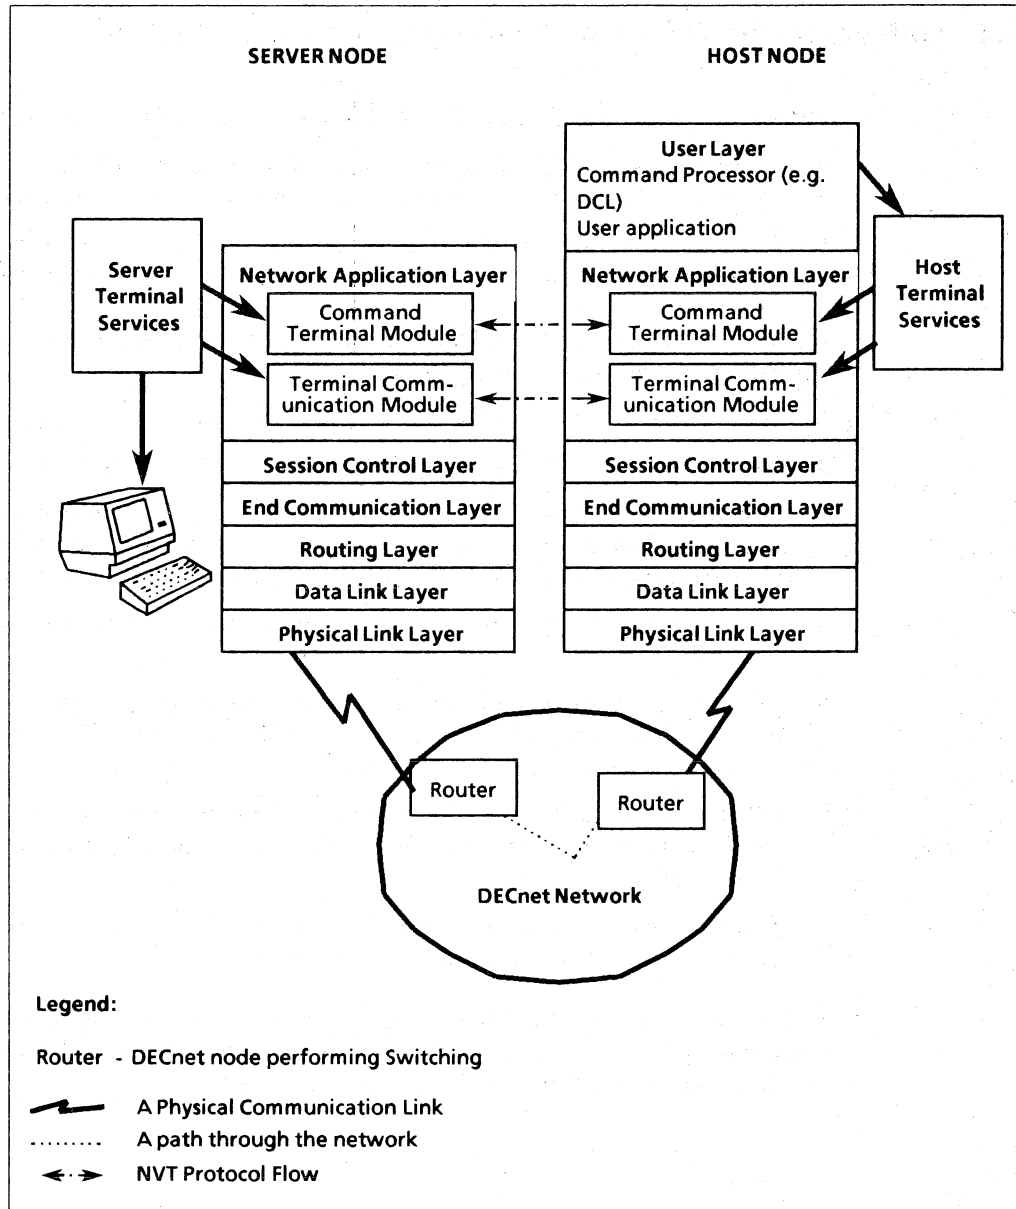 SERVER NODE
HOST NODE
User Layer
Command Processor (e.g.
DCL)
User application
Server
Terminal
Services
Network Application Layer
Command
Terminal Module
Terminal Comm-
unication Module
Session Control Layer
End Communication Layer
Routing Layer
Data Link Layer
Physical Link Layer
Network Application Layer
Command
Terminal Module
Terminal Comm-
unication Module
Session Control Layer
End Communication Layer
Routing Layer
Data Link Layer
Physical Link Layer
Host
Terminal
Services
Router
Router
DECnet Network
Legend:
Router - DECnet node performing Switching
A Physical Communication Link
A path through the network
NVT Protocol Flow